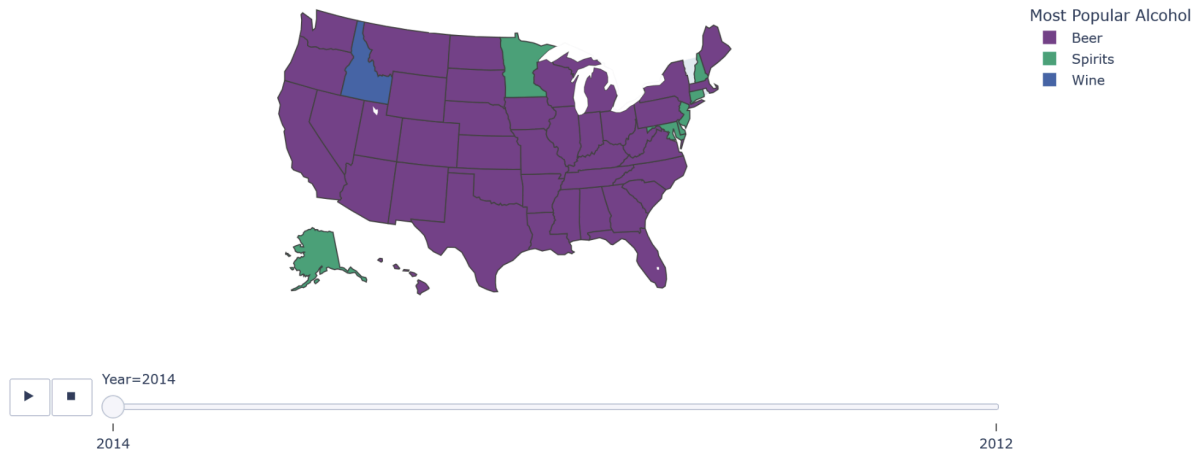 Most Popular Alcohol
Beer
Spirits
Wine
Year=2014
2014
2012